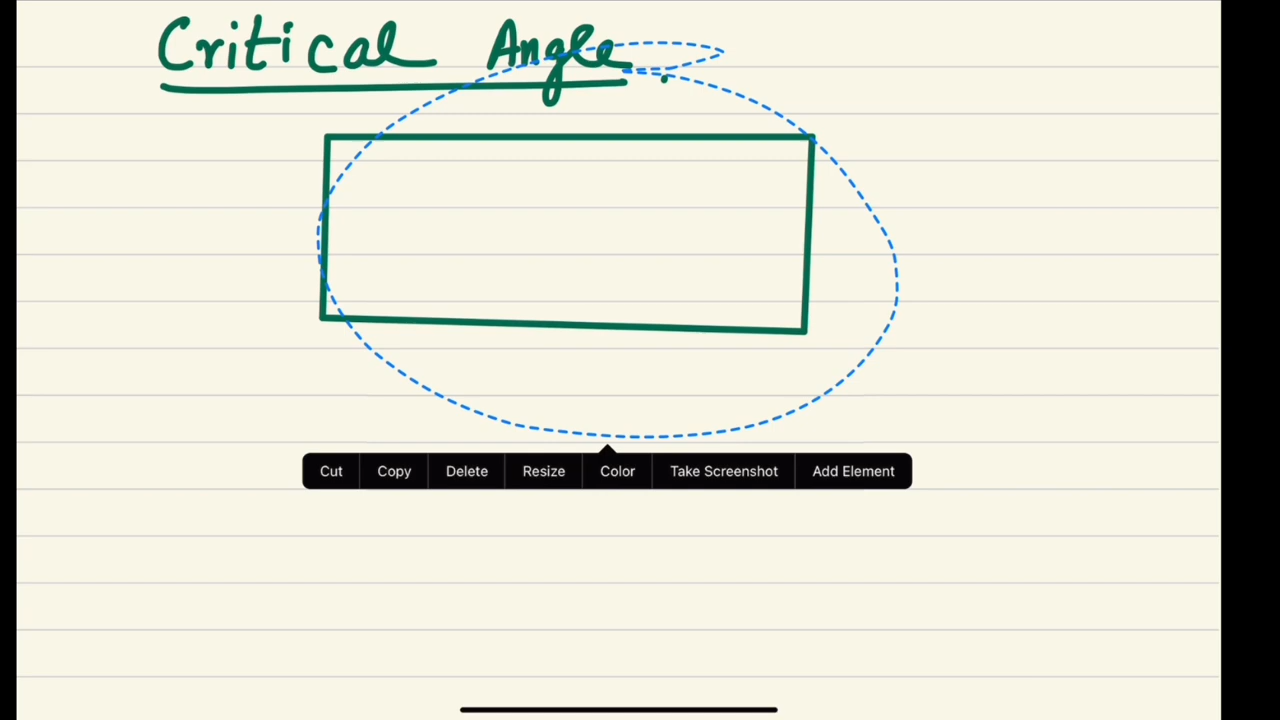 Critical Angle.
Cut Copy Delete Resize Color Take Screenshot Add Element